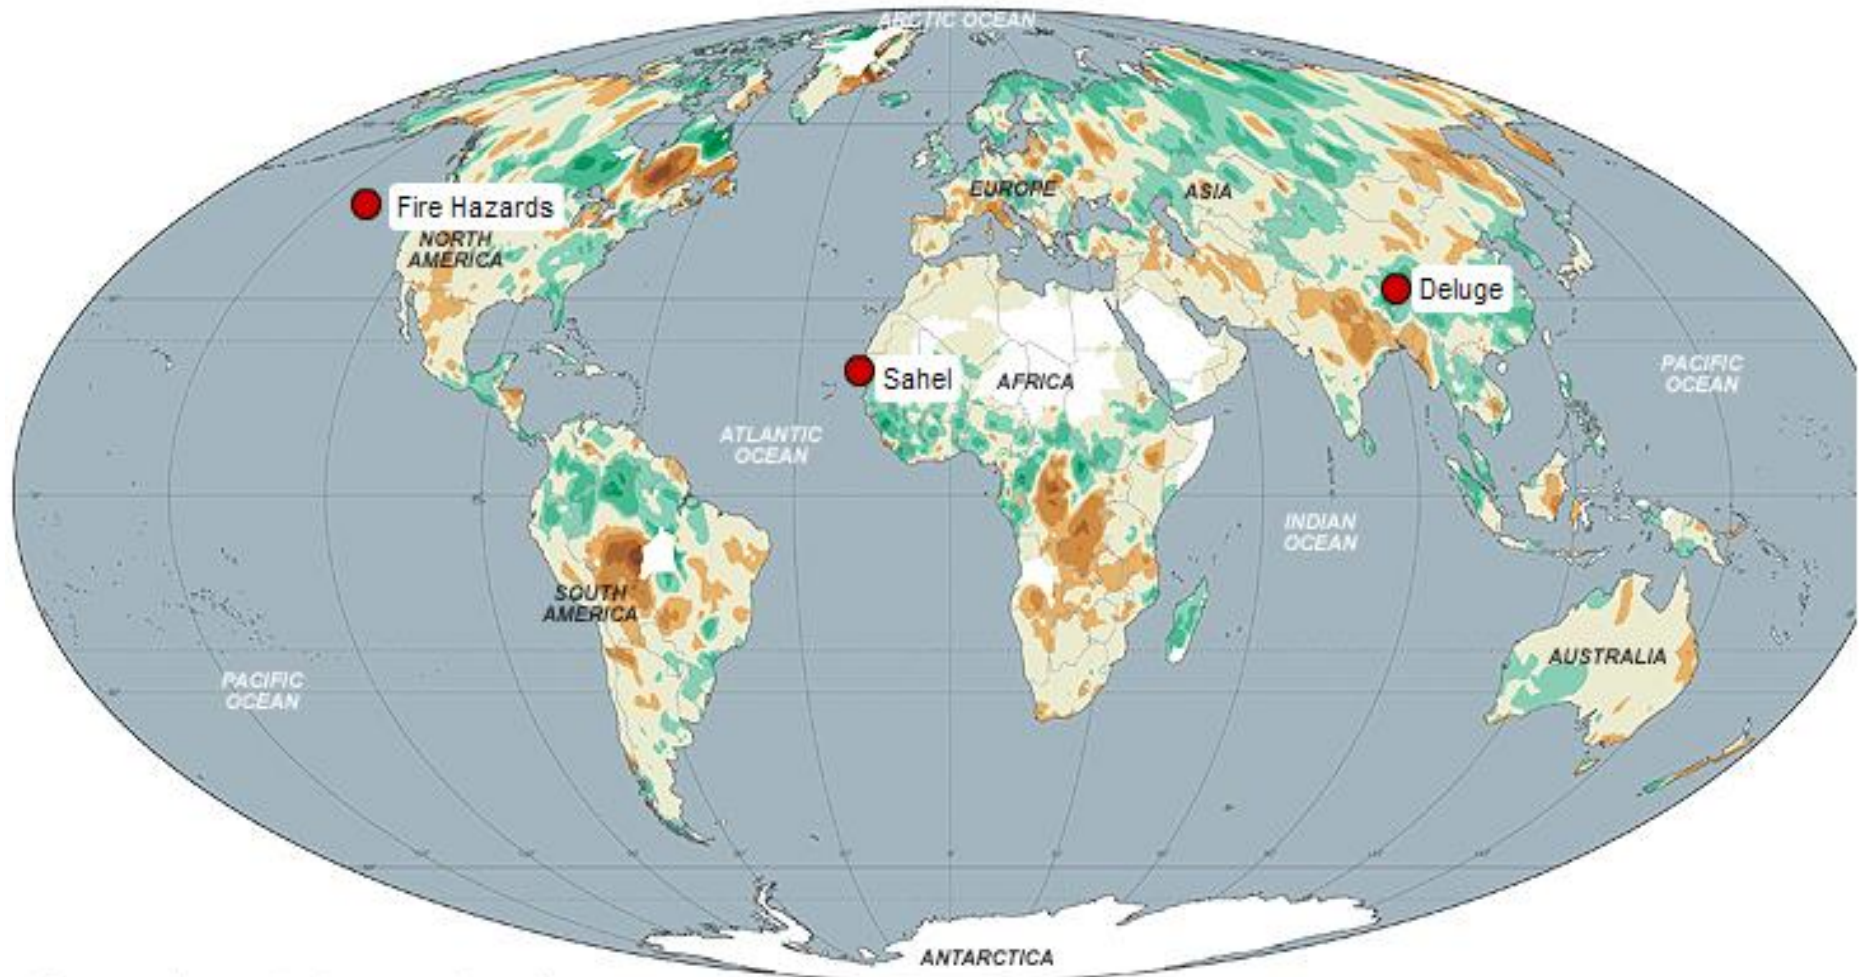 ARCTIC OCEAN
EUROPE
ASIA
Fire Hazards
NORTH
AMERICA
Deluge
Sahel
AFRICA
PACIFIC
OCEAN
ATLANTIC
OCEAN
INDIAN
OCEAN
SOUTH
AMERICA
AUSTRALIA
PACIFIC
OCEAN
ANTARCTICA